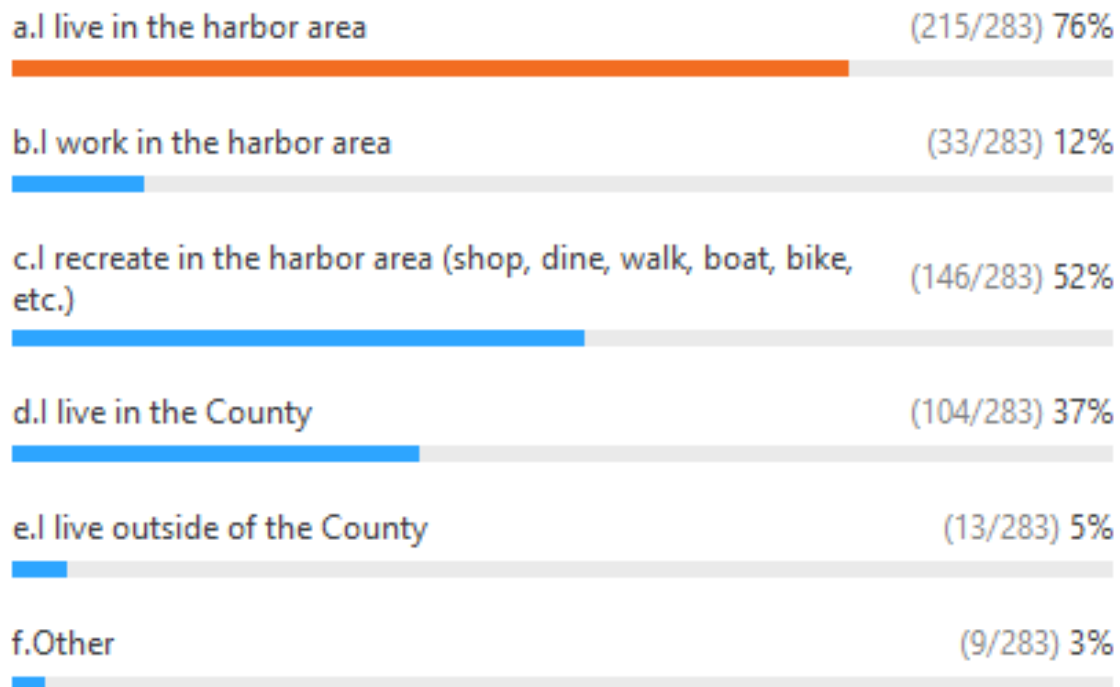 a.I live in the harbor area (215/283) 76%
b.I work in the harbor area (33/283) 12%
c.I recreate in the harbor area (shop, dine, walk, boat, bike,
etc.) (146/283) 52%
d.I live in the County (104/283) 37%
e.I live outside of the County (13/283) 5%
f.Other (9/283) 3%